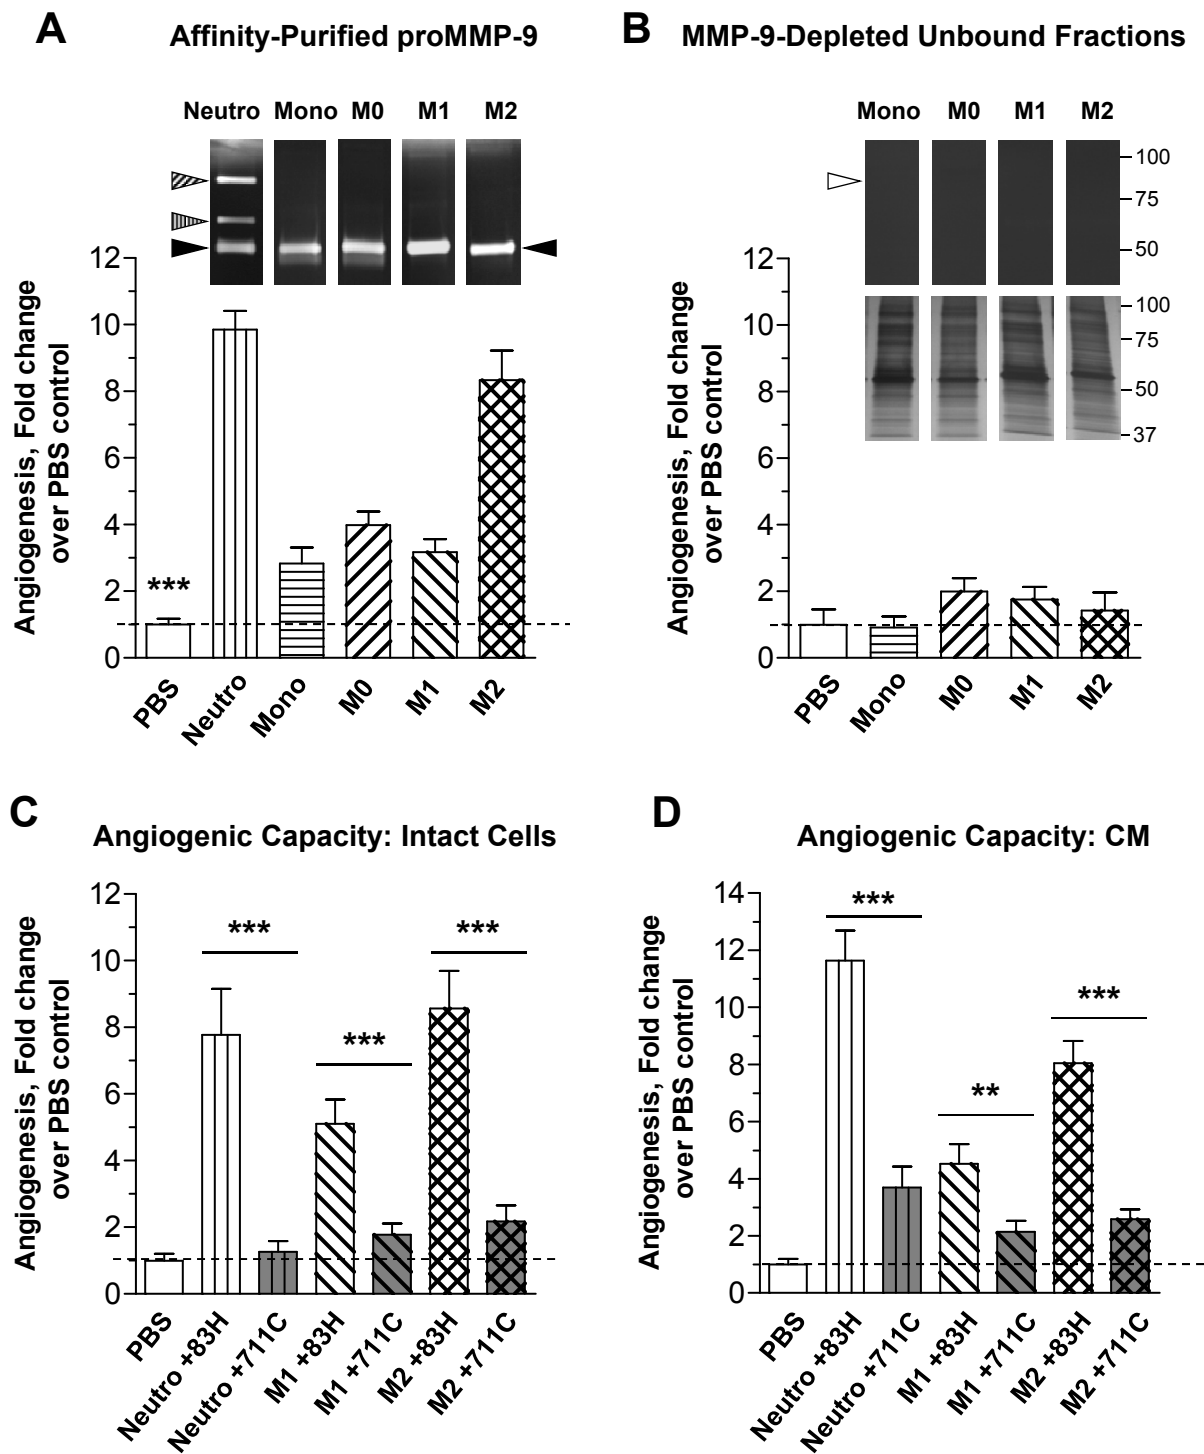 A
Affinity-Purified proMMP-9
Neutro Mono M0 M1 M2
12
10
8
6
4
2
0
Angiogenesis, Fold change
over PBS control
***
PBS
Neutro
Mono
M0
M1
M2
B
MMP-9-Depleted Unbound Fractions
Mono M0 M1 M2
100
75
50
100
75
50
37
12
10
8
6
4
2
0
Angiogenesis, Fold change
over PBS control
PBS
Mono
M0
M1
M2
C
Angiogenic Capacity: Intact Cells
12
10
8
6
4
2
0
Angiogenesis, Fold change
over PBS control
***
***
***
PBS
Neutro +83H
Neutro +711C
M1 +83H
M1 +711C
M2 +83H
M2 +711C
D
Angiogenic Capacity: CM
14
12
10
8
6
4
2
0
Angiogenesis, Fold change
over PBS control
***
**
***
PBS
Neutro +83H
Neutro +711C
M1 +83H
M1 +711C
M2 +83H
M2 +711C